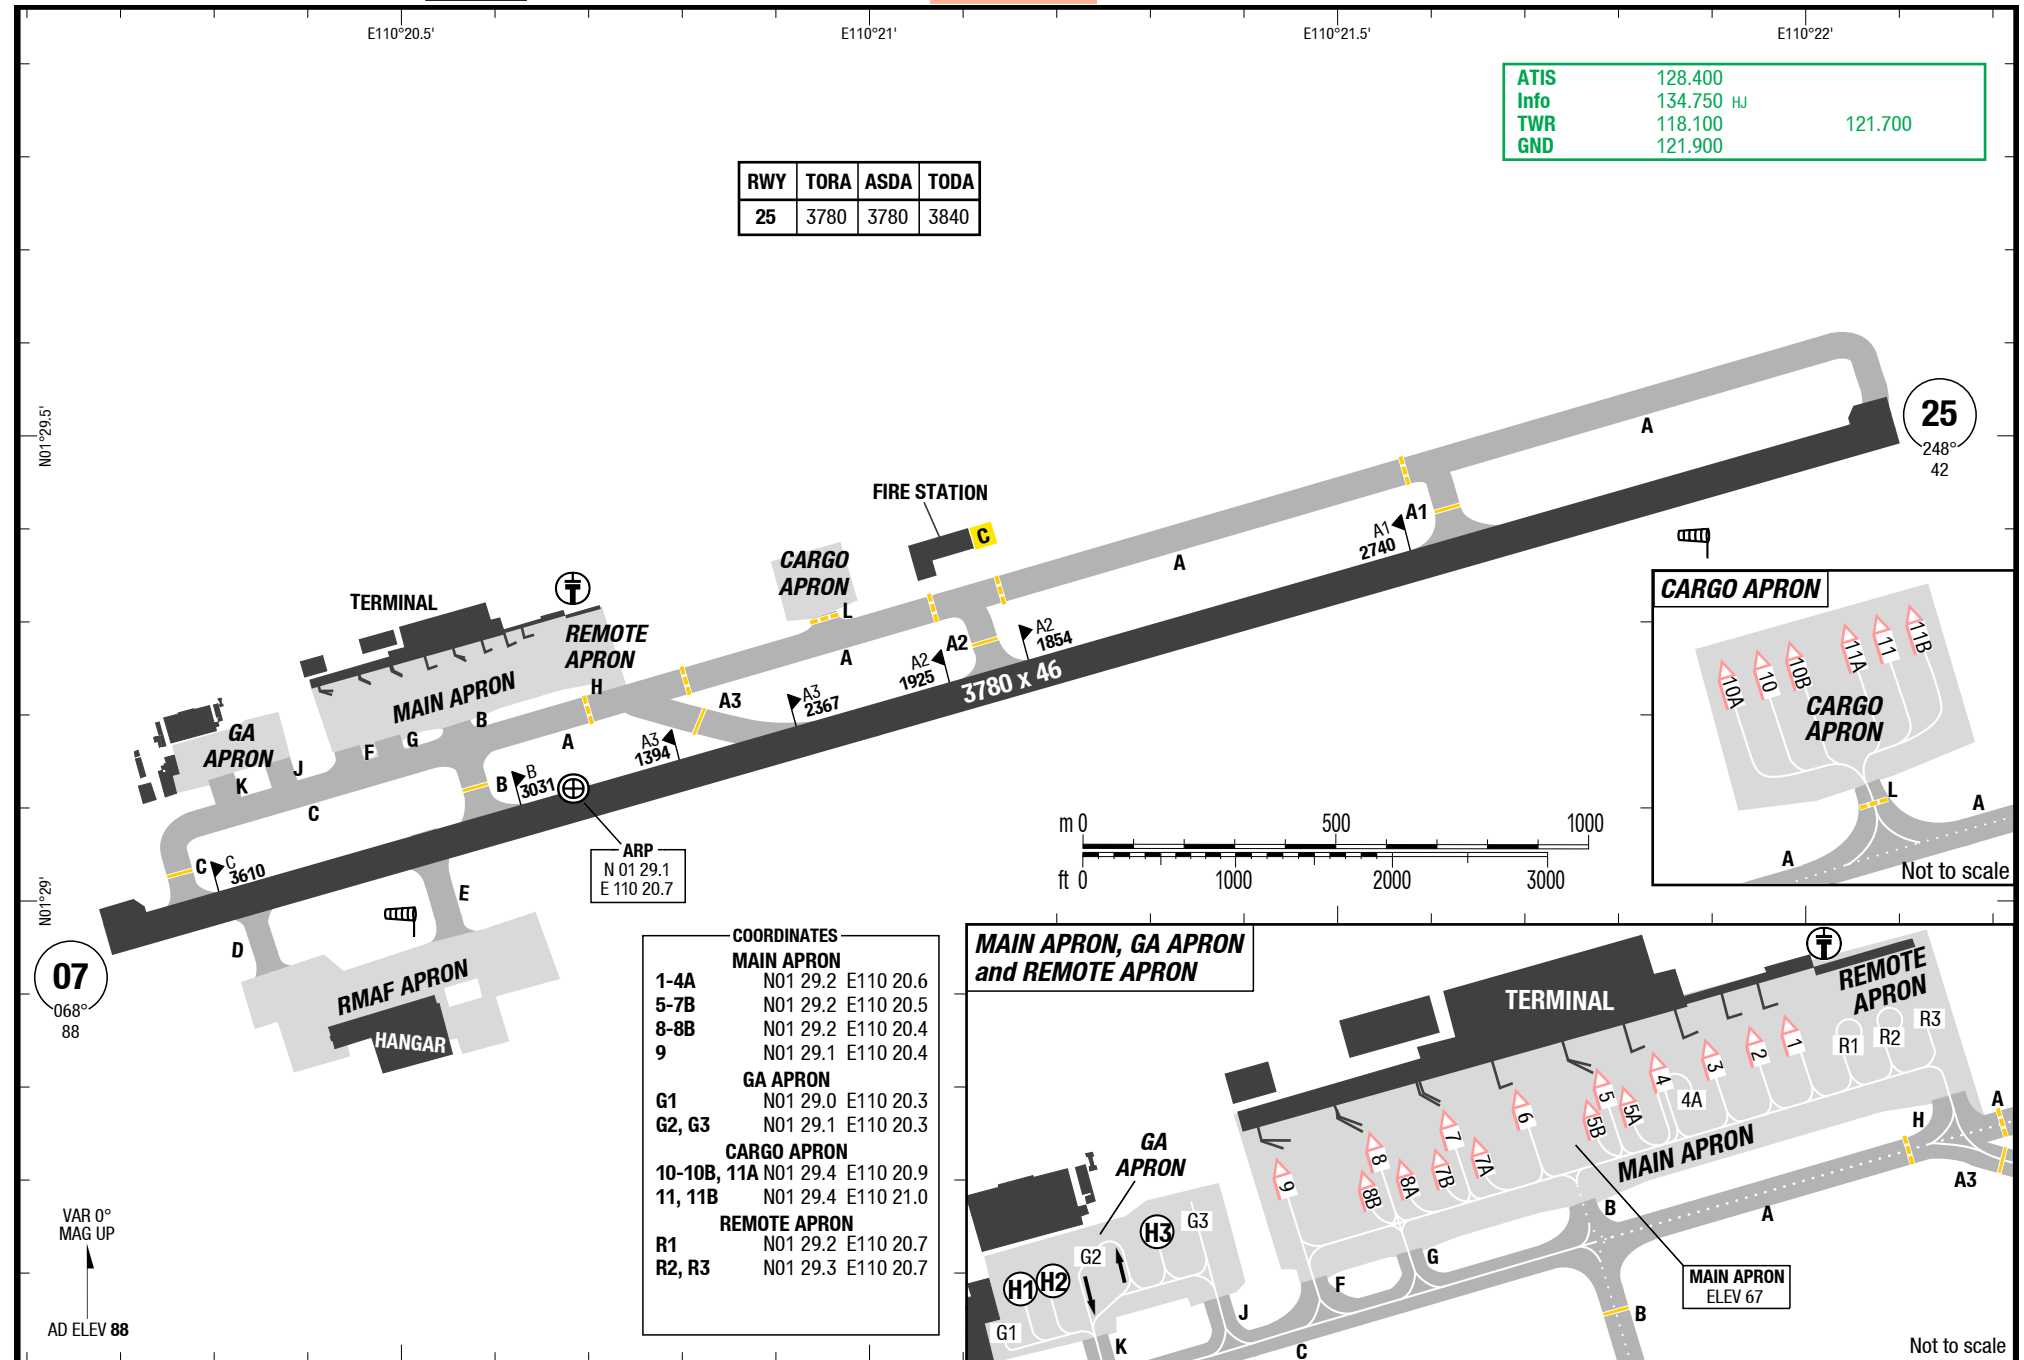 E110°20.5'
E110°21'
E110°21.5'
E110°22'
ATIS 128.400
Info 134.750 HJ
TWR 118.100 121.700
GND 121.900
RWY TORA ASDA TODA
25 3780 3780 3840
N01°29.5'
N01°29'
25
248°
42
A
A1
A1
2740
FIRE STATION
C
CARGO
APRON
L
A
A
A2
A2
1854
A2
1925
3780 x 46
TERMINAL
REMOTE
APRON
H
MAIN APRON
A3
A3
2367
A3
1394
B
A
G
F
GA
APRON
J
K
C
B
B
3031
C
C
3610
ARP
N 01 29.1
E 110 20.7
E
D
RMAF APRON
HANGAR
07
068°
88
m 0 500 1000
ft 0 1000 2000 3000
CARGO APRON
10A
10
10B
11A
11
11B
CARGO
APRON
L
A
A
Not to scale
COORDINATES
MAIN APRON
1-4A N01 29.2 E110 20.6
5-7B N01 29.2 E110 20.5
8-8B N01 29.2 E110 20.4
9 N01 29.1 E110 20.4
GA APRON
G1 N01 29.0 E110 20.3
G2, G3 N01 29.1 E110 20.3
CARGO APRON
10-10B, 11A N01 29.4 E110 20.9
11, 11B N01 29.4 E110 21.0
REMOTE APRON
R1 N01 29.2 E110 20.7
R2, R3 N01 29.3 E110 20.7
VAR 0°
MAG UP
AD ELEV 88
MAIN APRON, GA APRON
and REMOTE APRON
TERMINAL
REMOTE
APRON
R3
R2
R1
1
2
3
4
4A
5
5A
5B
6
7
7A
7B
8
8A
8B
9
MAIN APRON
H
A
A3
A
B
GA
APRON
H3
G3
G2
H2
H1
G1
G
F
J
K
C
B
MAIN APRON
ELEV 67
Not to scale